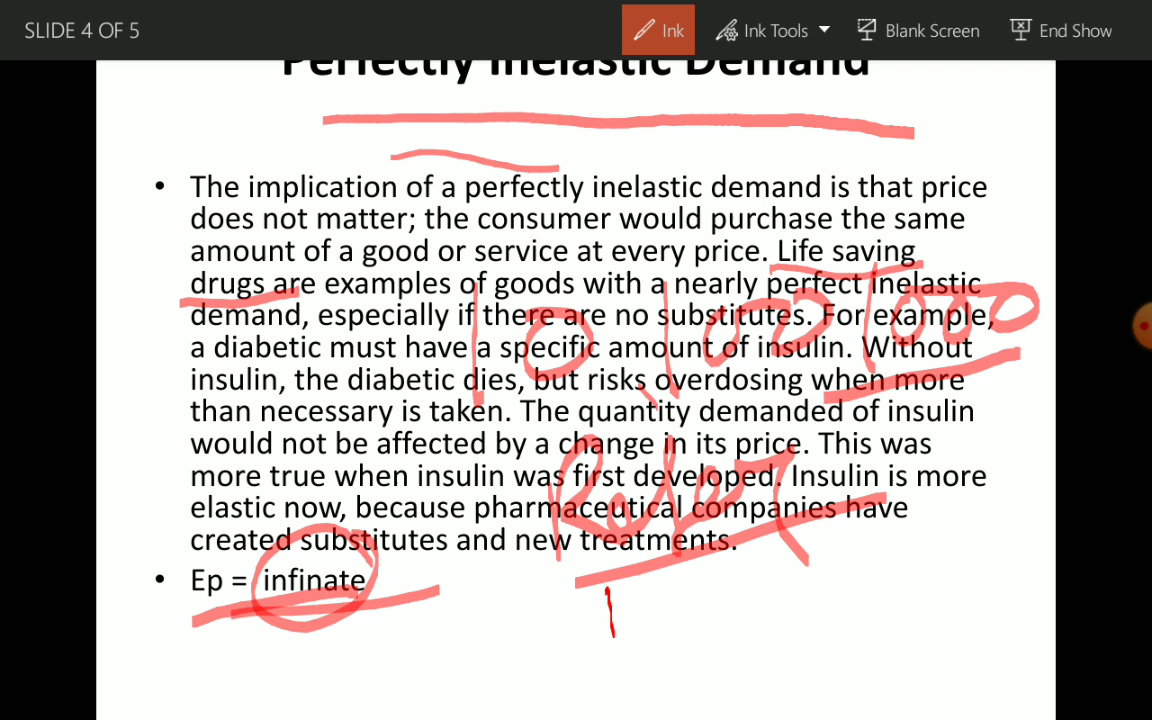 SLIDE 4 OF 5 Ink Ink Tools Blank Screen End Show
Perfectly Inelastic Demand
• The implication of a perfectly inelastic demand is that price
does not matter; the consumer would purchase the same
amount of a good or service at every price. Life saving
drugs are examples of goods with a nearly perfect inelastic
demand, especially if there are no substitutes. For example,
a diabetic must have a specific amount of insulin. Without
insulin, the diabetic dies, but risks overdosing when more
than necessary is taken. The quantity demanded of insulin
would not be affected by a change in its price. This was
more true when insulin was first developed. Insulin is more
elastic now, because pharmaceutical companies have
created substitutes and new treatments.
• Ep = infinate
10 100 1000